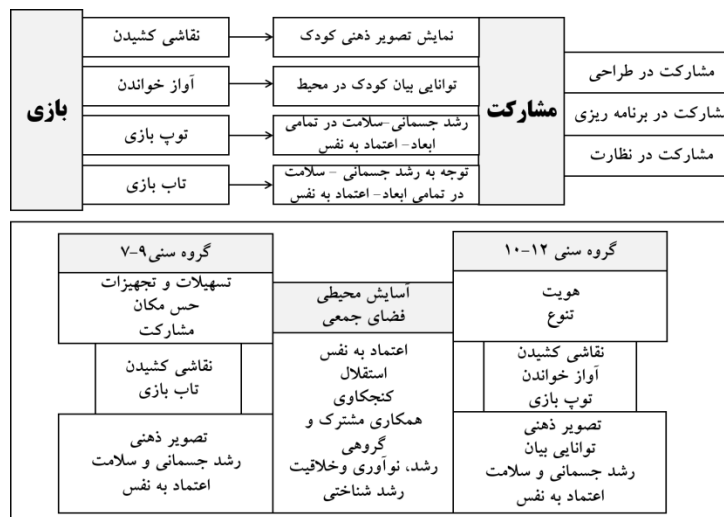 بازی
نقاشی کشیدن
آواز خواندن
توپ بازی
تاب بازی
نمایش تصویر ذهنی کودک
توانایی بیان کودک در محیط
رشد جسمانی-سلامت در تمامی
ابعاد- اعتماد به نفس
توجه به رشد جسمانی – سلامت
در تمامی ابعاد- اعتماد به نفس
مشارکت
مشارکت در طراحی
مشارکت در برنامه ریزی
مشارکت در نظارت
گروه سنی ۱۲-۱۰
هویت
تنوع
نقاشی کشیدن
آواز خواندن
توپ بازی
تصویر ذهنی
توانایی بیان
رشد جسمانی و سلامت
اعتماد به نفس
آسایش محیطی
فضای جمعی
اعتماد به نفس
استقلال
کنجکاوی
همکاری مشترک و
گروهی
رشد، نوآوری وخلاقیت
رشد شناختی
گروه سنی ۹-۷
تسهیلات و تجهیزات
حس مکان
مشارکت
نقاشی کشیدن
تاب بازی
تصویر ذهنی
رشد جسمانی و سلامت
اعتماد به نفس